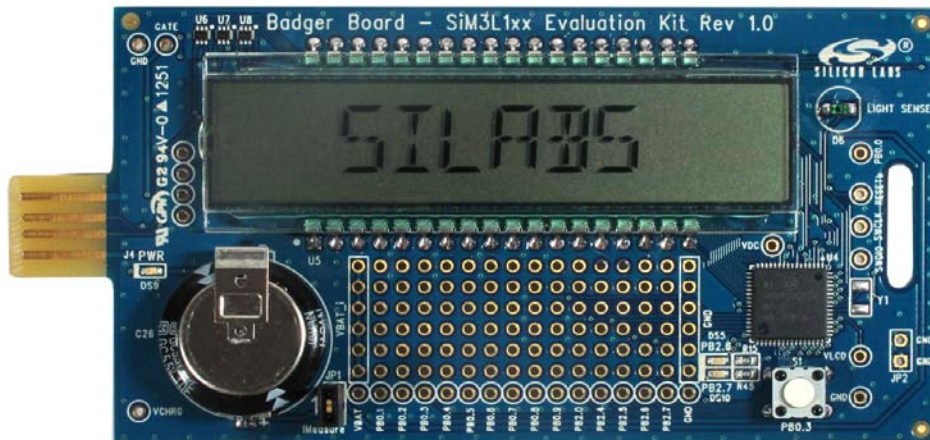 Badger Board - SiM3L1xx Evaluation Kit Rev 1.0
GATE
U6 U7 U8
GND
SILICON LABS ®
SILABS
LIGHT SENSE
D6
94V-0 1251
G2
PB0.0
RESET
SWCLK
VDC
U4
U5
J4 PWR
DS9
Y1
C26
VBAT_i
GND
DS5
PB2.6
PB2.7
R45
DS10
VLCD
GND
GND
JP2
S1
GND
JP1
VCHRG
IMeasure
VBAT PB0.1 PB0.2 PB0.3 PB0.4 PB0.5 PB0.6 PB0.7 PB0.8 PB0.9 PB2.0 PB2.4 PB2.5 PB2.6 PB2.7 GND
PB0.3